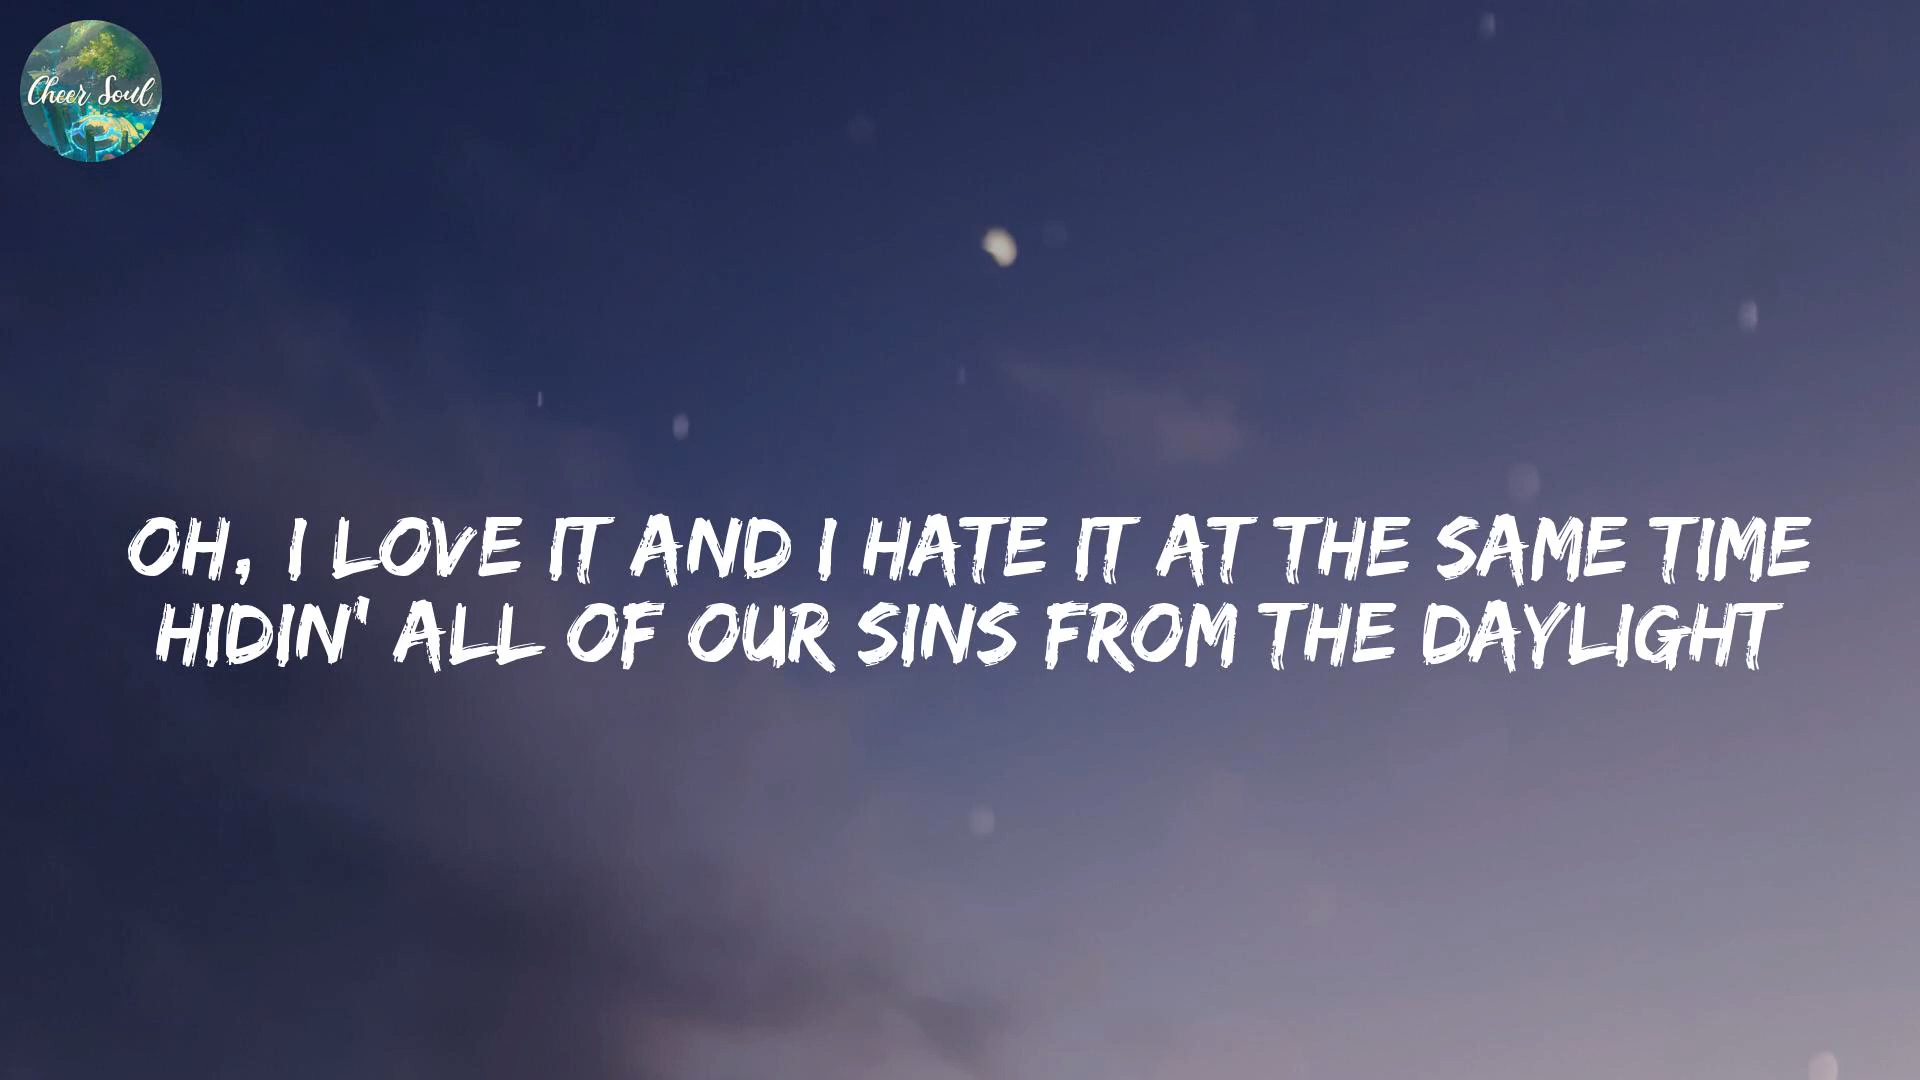 Cheer Soul
OH, I LOVE IT AND I HATE IT AT THE SAME TIME
HIDIN' ALL OF OUR SINS FROM THE DAYLIGHT